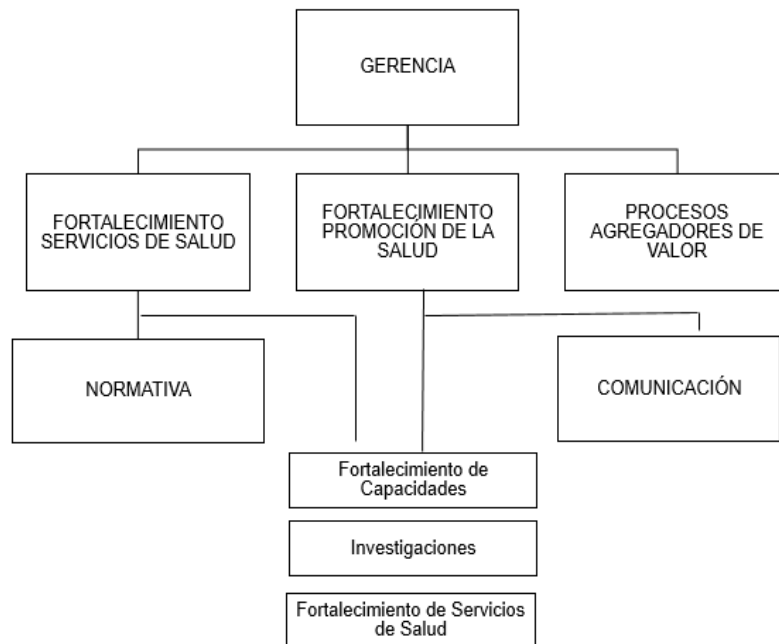 GERENCIA
FORTALECIMIENTO
SERVICIOS DE SALUD
FORTALECIMIENTO
PROMOCIÓN DE LA
SALUD
PROCESOS
AGREGADORES DE
VALOR
NORMATIVA
COMUNICACIÓN
Fortalecimiento de
Capacidades
Investigaciones
Fortalecimiento de Servicios
de Salud